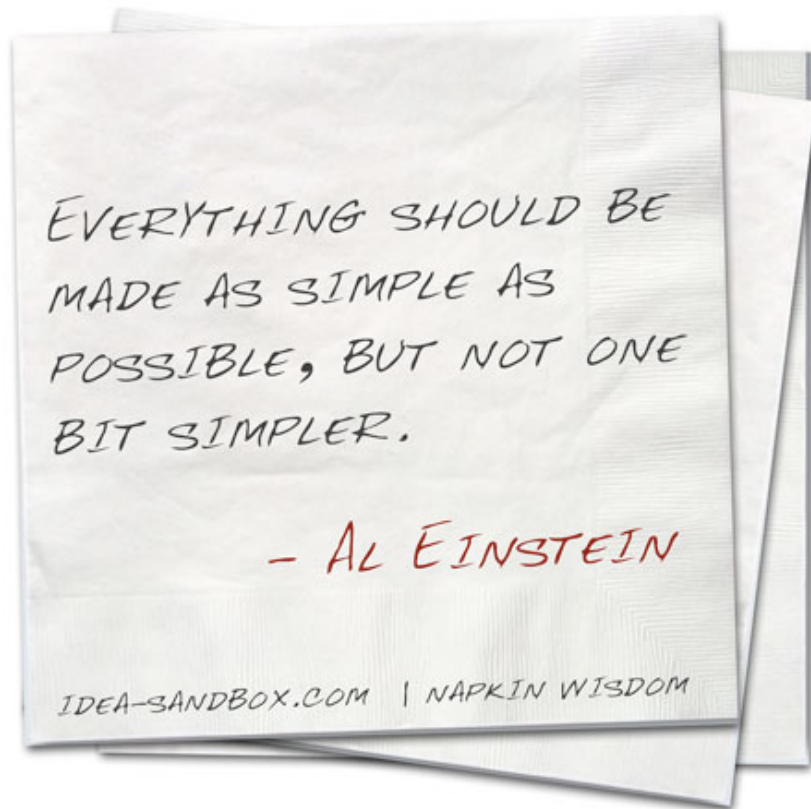 EVERYTHING SHOULD BE
MADE AS SIMPLE AS
POSSIBLE, BUT NOT ONE
BIT SIMPLER.
– AL EINSTEIN
IDEA-SANDBOX.COM | NAPKIN WISDOM